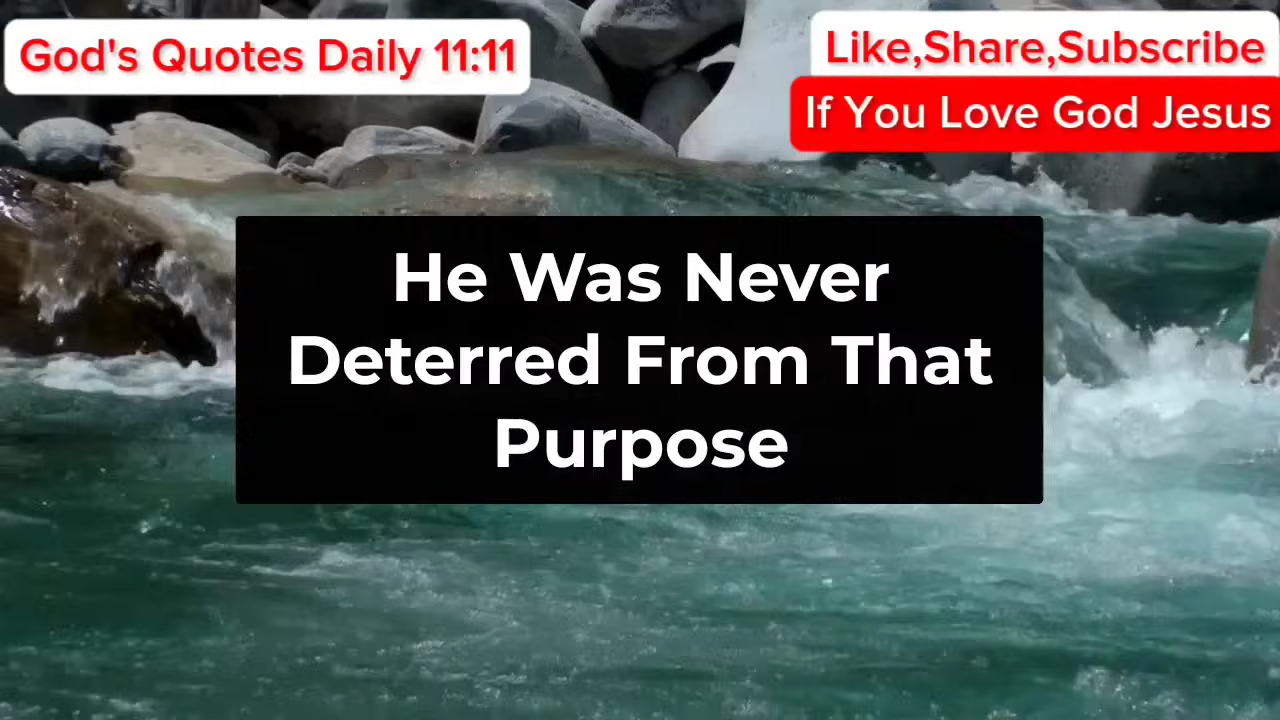 God's Quotes Daily 11:11
Like,Share,Subscribe
If You Love God Jesus
He Was Never
Deterred From That
Purpose